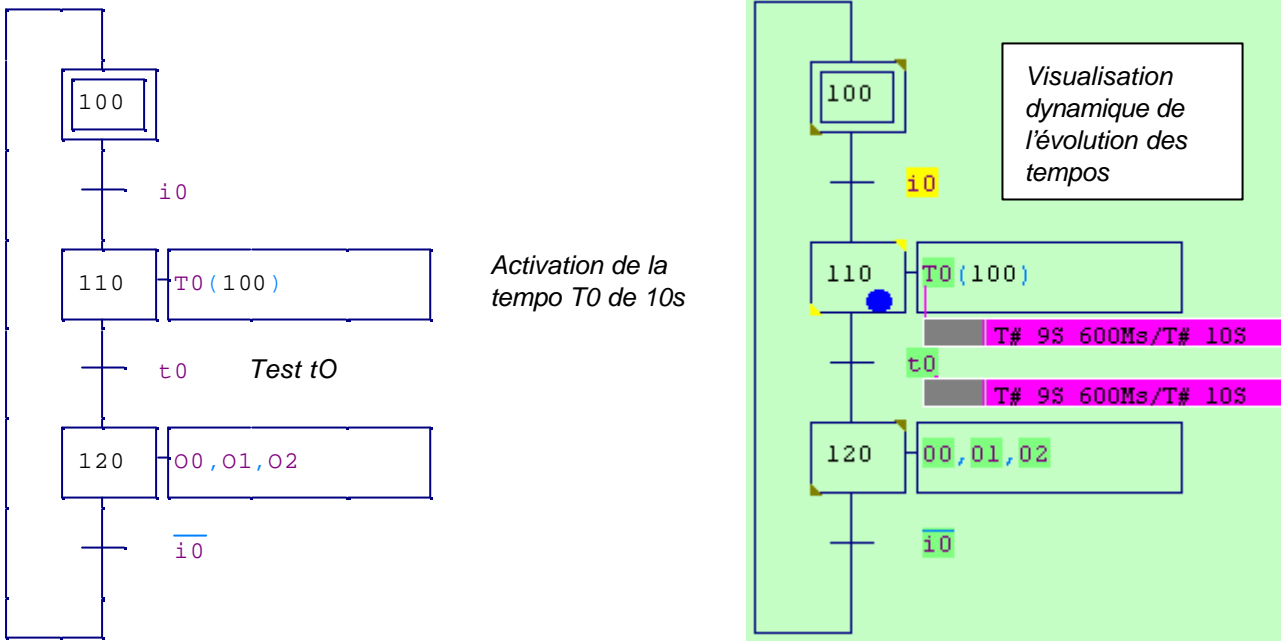 100
i0
110
T0(100)
Activation de la
tempo T0 de 10s
t0
Test tO
120
O0,O1,O2
i0
100
Visualisation
dynamique de
l'évolution des
tempos
i0
110
T0(100)
T# 9S 600Ms/T# 10S
t0
T# 9S 600Ms/T# 10S
120
O0,O1,O2
i0